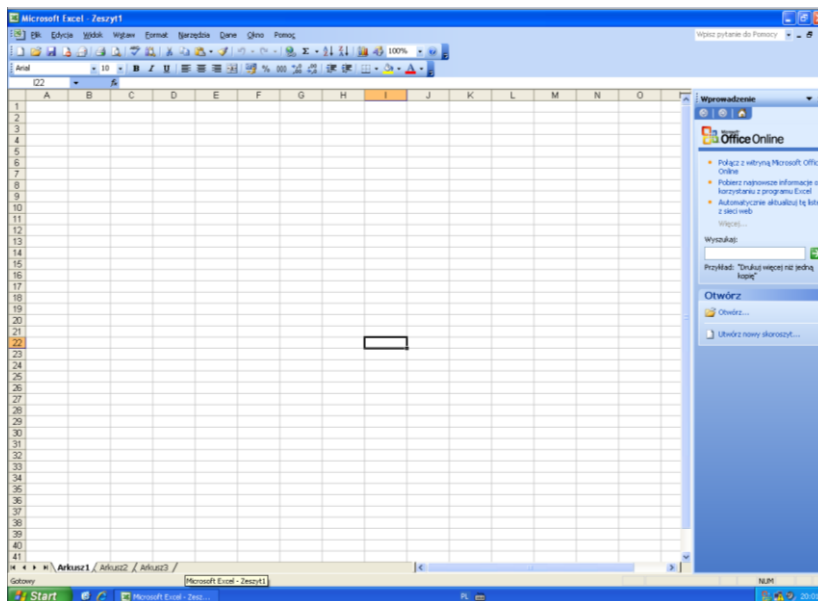 Microsoft Excel - Zeszyt1
Plik Edycja Widok Wstaw Format Narzędzia Dane Okno Pomoc
Wpisz pytanie do Pomocy
100%
Arial 10 B I U
I22 fx
A B C D E F G H I J K L M N O
1
2
3
4
5
6
7
8
9
10
11
12
13
14
15
16
17
18
19
20
21
22
23
24
25
26
27
28
29
30
31
32
33
34
35
36
37
38
39
40
41
Wprowadzenie
Microsoft
Office Online
Połącz z witryną Microsoft Offic
Online
Pobierz najnowsze informacje o
korzystaniu z programu Excel
Automatycznie aktualizuj tę list
z sieci web
Więcej...
Wyszukaj:
Przykład: "Drukuj więcej niż jedną
kopię"
Otwórz
Otwórz...
Utwórz nowy skoroszyt...
Arkusz1 Arkusz2 Arkusz3
Gotowy
Microsoft Excel - Zeszyt1
NUM
Start
Microsoft Excel - Zesz...
PL